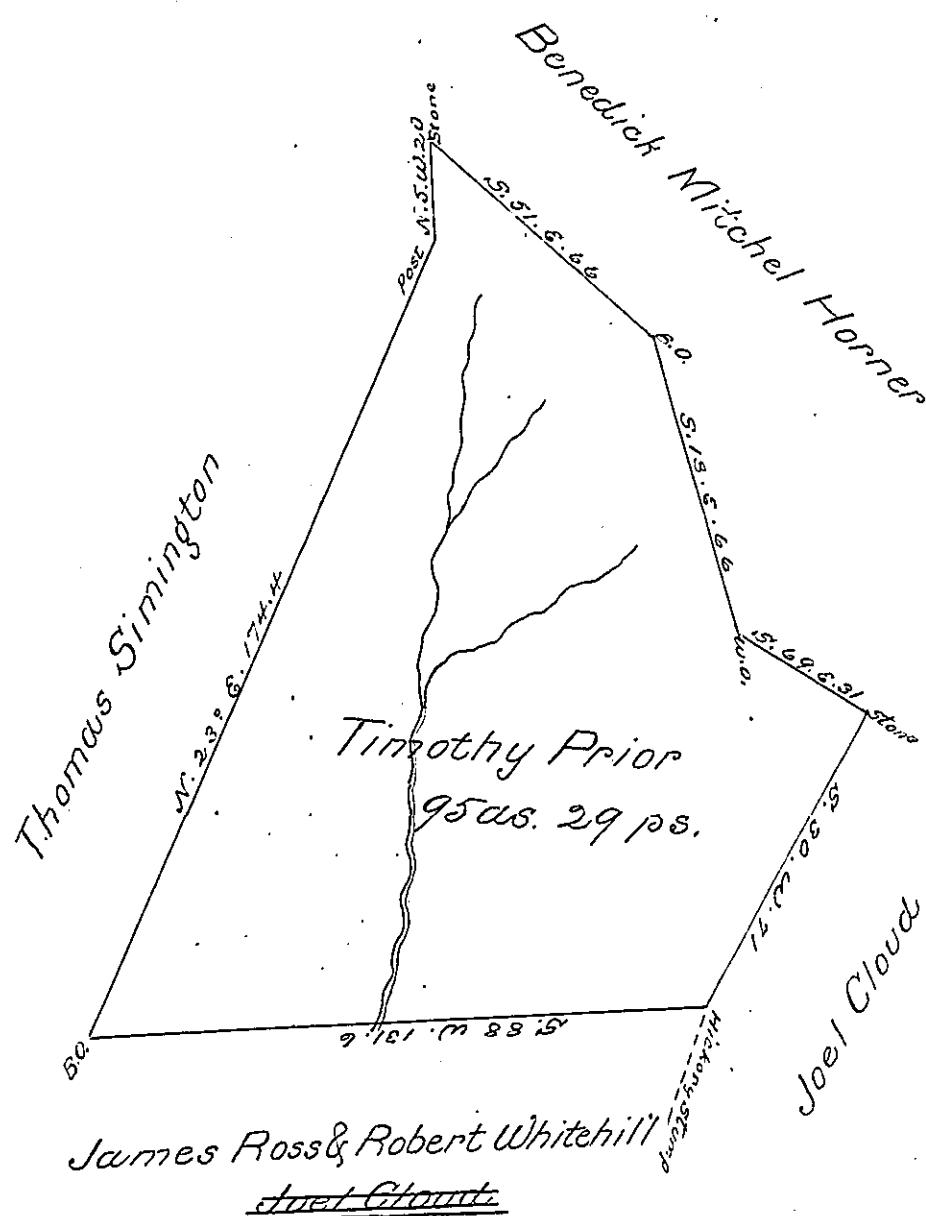 Benedick Mitchel Horner
Stone
N.5.W.20
Post
S.51.E.66
B.O.
S.15.E.66
W.O.
S.69.E.31
Stone
S.30.W.71
Thomas Simington
N.23°E.174.4
Timothy Prior
95as. 29 ps.
Joel Cloud
S.88 W.131.6
B.O.
Hickory Stump
James Ross & Robert Whitehill
Joel Cloud